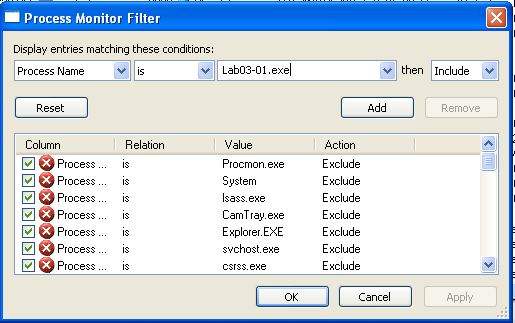 Process Monitor Filter
Display entries matching these conditions:
Process Name is Lab03-01.exe then Include
Reset Add Remove
Column Relation Value Action
Process ... is Procmon.exe Exclude
Process ... is System Exclude
Process ... is lsass.exe Exclude
Process ... is CamTray.exe Exclude
Process ... is Explorer.EXE Exclude
Process ... is svchost.exe Exclude
Process ... is csrss.exe Exclude
OK Cancel Apply